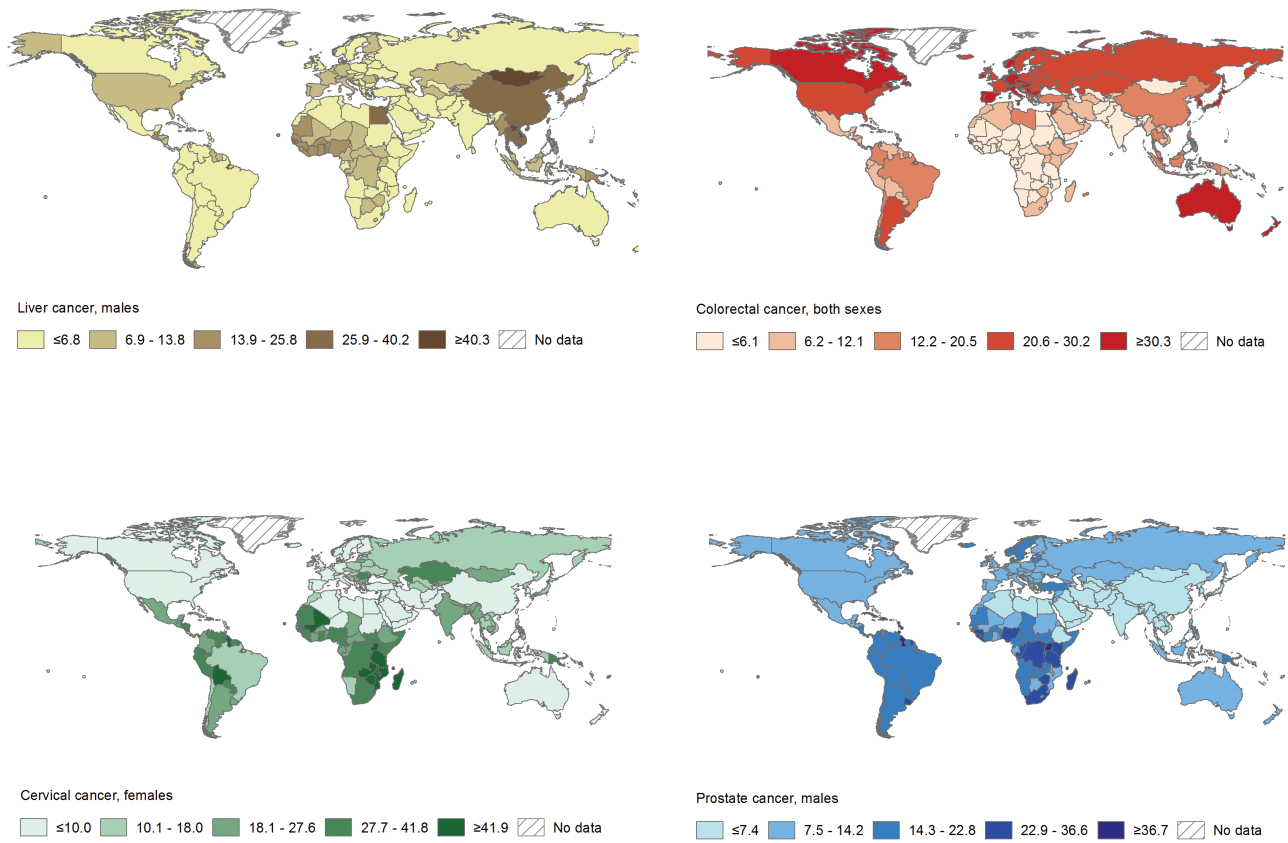 Liver cancer, males
≤6.8 6.9 - 13.8 13.9 - 25.8 25.9 - 40.2 ≥40.3 No data
Colorectal cancer, both sexes
≤6.1 6.2 - 12.1 12.2 - 20.5 20.6 - 30.2 ≥30.3 No data
Cervical cancer, females
≤10.0 10.1 - 18.0 18.1 - 27.6 27.7 - 41.8 ≥41.9 No data
Prostate cancer, males
≤7.4 7.5 - 14.2 14.3 - 22.8 22.9 - 36.6 ≥36.7 No data